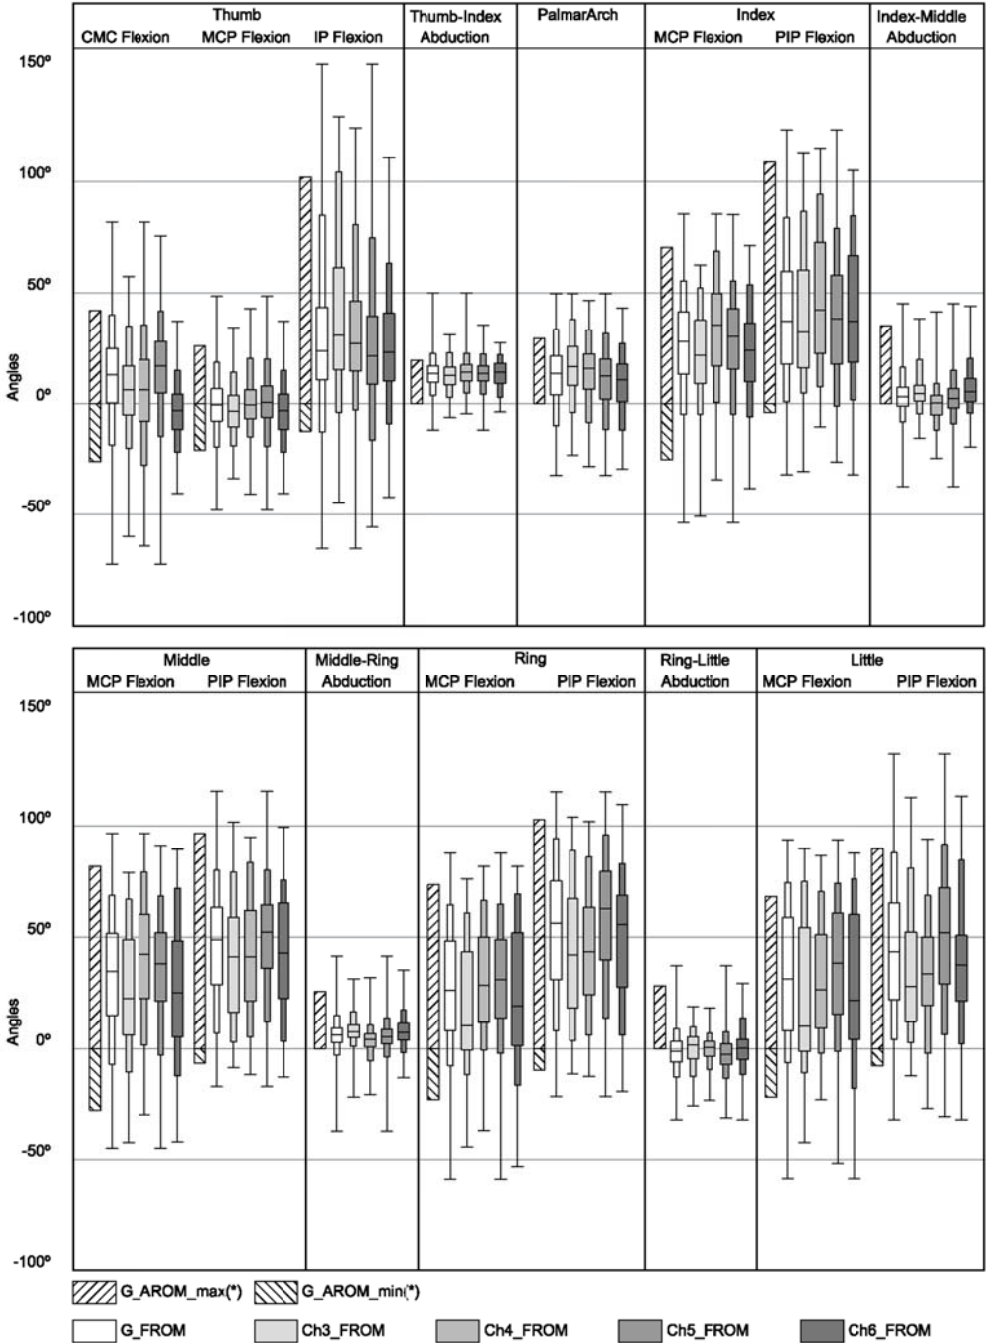 Thumb Thumb-Index PalmarArch Index Index-Middle
CMC Flexion MCP Flexion IP Flexion Abduction MCP Flexion PIP Flexion Abduction
150º
100º
50º
0º
-50º
-100º
Angles
Middle Middle-Ring Ring Ring-Little Little
MCP Flexion PIP Flexion Abduction MCP Flexion PIP Flexion Abduction MCP Flexion PIP Flexion
150º
100º
50º
0º
-50º
-100º
Angles
G_AROM_max(*) G_AROM_min(*)
G_FROM Ch3_FROM Ch4_FROM Ch5_FROM Ch6_FROM